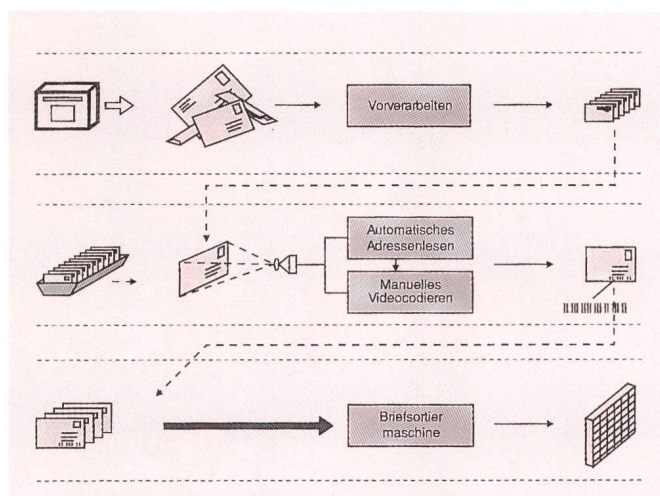 Vorverarbeiten
Automatisches
Adressenlesen
Manuelles
Videocodieren
Briefsortier
maschine